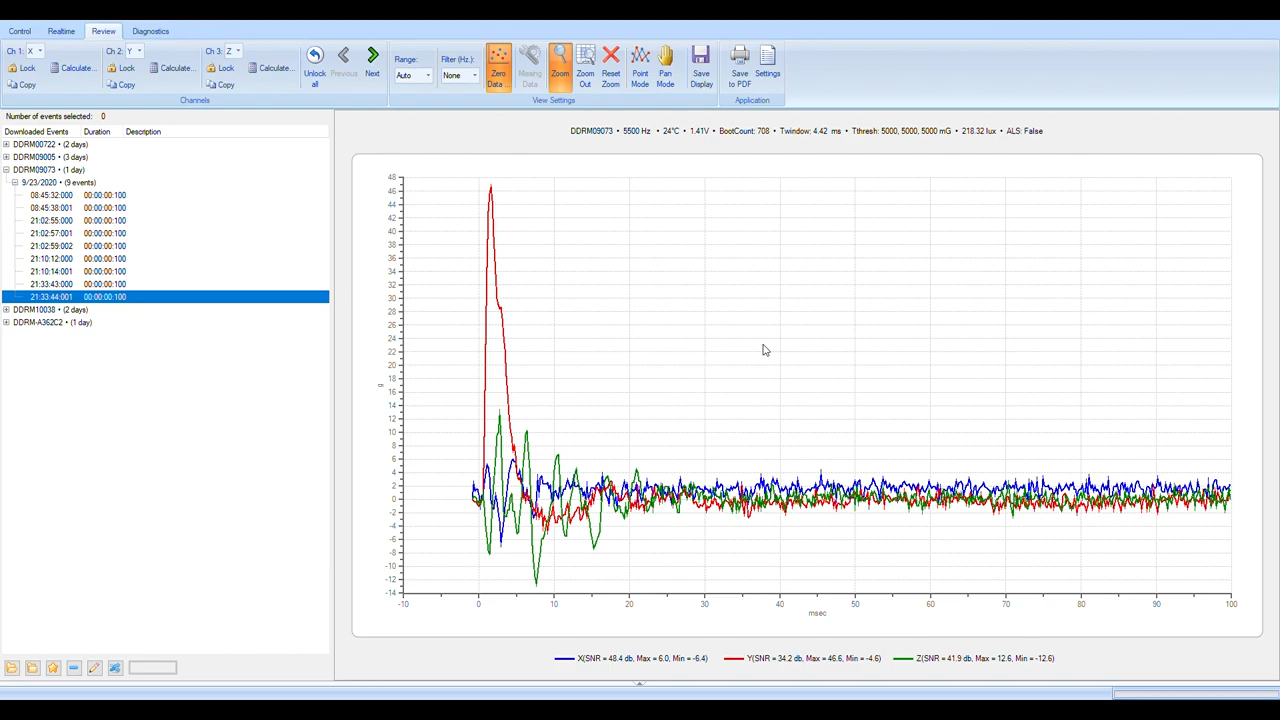 Control Realtime Review Diagnostics
Ch 1: X Ch 2: Y Ch 3: Z
Lock Calculate... Lock Calculate... Lock Calculate...
Copy Copy Copy
Unlock all Previous Next
Range: Auto Filter (Hz.): None
Zero Data... Missing Data Zoom Zoom Out Reset Zoom Point Mode Pan Mode
Save Display Save to PDF Settings
Channels View Settings Application
Number of events selected: 0
Downloaded Events Duration Description
DDRM00722 • (2 days)
DDRM09005 • (3 days)
DDRM09073 • (1 day)
9/23/2020 • (9 events)
08:45:32:000 00:00:00:100
08:45:38:001 00:00:00:100
21:02:55:000 00:00:00:100
21:02:57:001 00:00:00:100
21:02:59:002 00:00:00:100
21:10:12:000 00:00:00:100
21:10:14:001 00:00:00:100
21:33:43:000 00:00:00:100
21:33:44:001 00:00:00:100
DDRM10038 • (2 days)
DDRM-A362C2 • (1 day)
DDRM09073 • 5500 Hz • 24°C • 1.41V • BootCount: 708 • Twindow: 4.42 ms • Tthresh: 5000, 5000, 5000 mG • 218.32 lux • ALS: False
48
46
44
42
40
38
36
34
32
30
28
26
24
22
20
18
16
14
12
10
8
6
4
2
0
-2
-4
-6
-8
-10
-12
-14
g
-10 0 10 20 30 40 50 60 70 80 90 100
msec
X(SNR = 48.4 db, Max = 6.0, Min = -6.4) Y(SNR = 34.2 db, Max = 46.6, Min = -4.6) Z(SNR = 41.9 db, Max = 12.6, Min = -12.6)